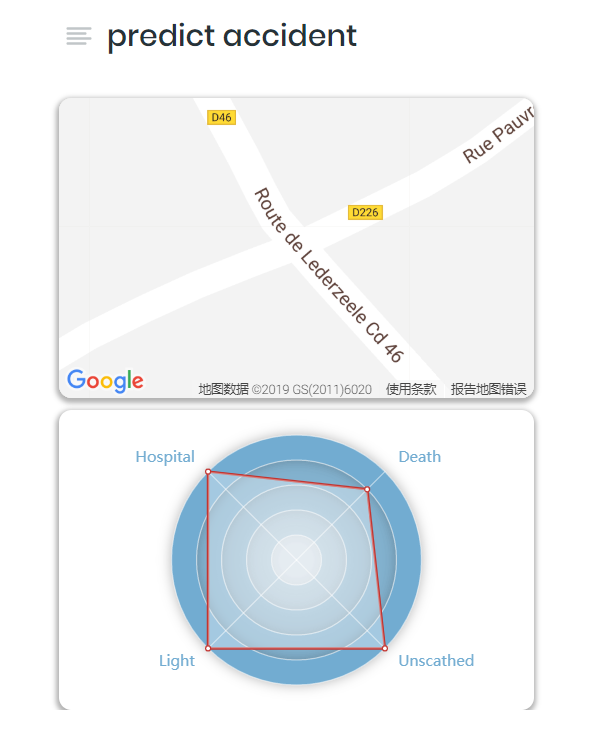 predict accident
D46
Rue Pauvr
D226
Route de Lederzeele Cd 46
Google
地图数据 ©2019 GS(2011)6020 使用条款 报告地图错误
Hospital
Death
Light
Unscathed